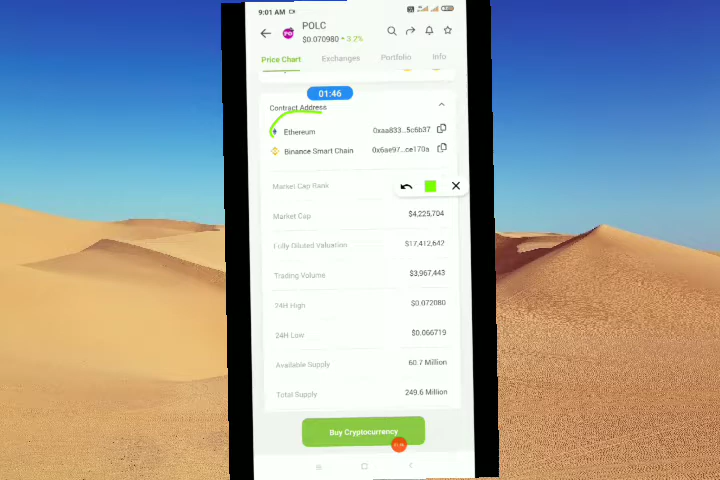 9:01 AM
POLC
$0.070980 ^ 3.2%
Price Chart Exchanges Portfolio Info
01:46
Contract Address
Ethereum 0xaa833...5c6b37
Binance Smart Chain 0x6ae97...ce170a
Market Cap Rank
Market Cap $4,225,704
Fully Diluted Valuation $17,412,642
Trading Volume $3,967,443
24H High $0.072080
24H Low $0.066719
Available Supply 60.7 Million
Total Supply 249.6 Million
Buy Cryptocurrency